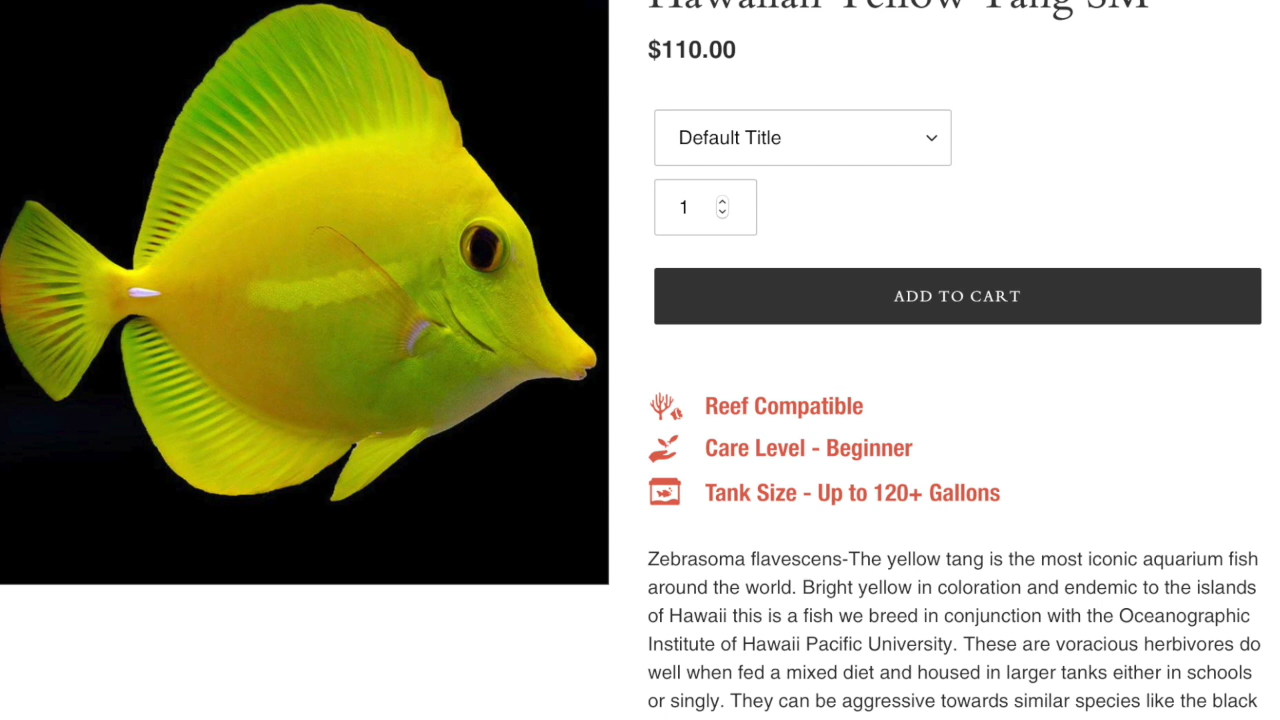 Hawaiian Yellow Tang SM
$110.00
Default Title
1
ADD TO CART
Reef Compatible
Care Level - Beginner
Tank Size - Up to 120+ Gallons
Zebrasoma flavescens-The yellow tang is the most iconic aquarium fish
around the world. Bright yellow in coloration and endemic to the islands
of Hawaii this is a fish we breed in conjunction with the Oceanographic
Institute of Hawaii Pacific University. These are voracious herbivores do
well when fed a mixed diet and housed in larger tanks either in schools
or singly. They can be aggressive towards similar species like the black